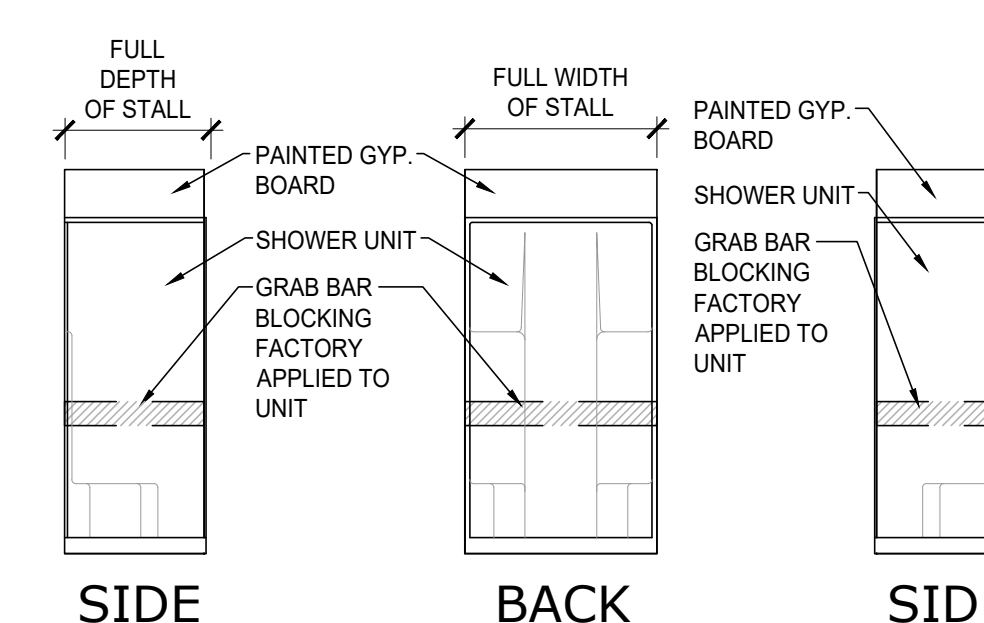 FULL
DEPTH
OF STALL
FULL WIDTH
OF STALL
PAINTED GYP.
BOARD
SHOWER UNIT
GRAB BAR
BLOCKING
FACTORY
APPLIED TO
UNIT
PAINTED GYP.
BOARD
SHOWER UNIT
GRAB BAR
BLOCKING
FACTORY
APPLIED TO
UNIT
SIDE
BACK
SID